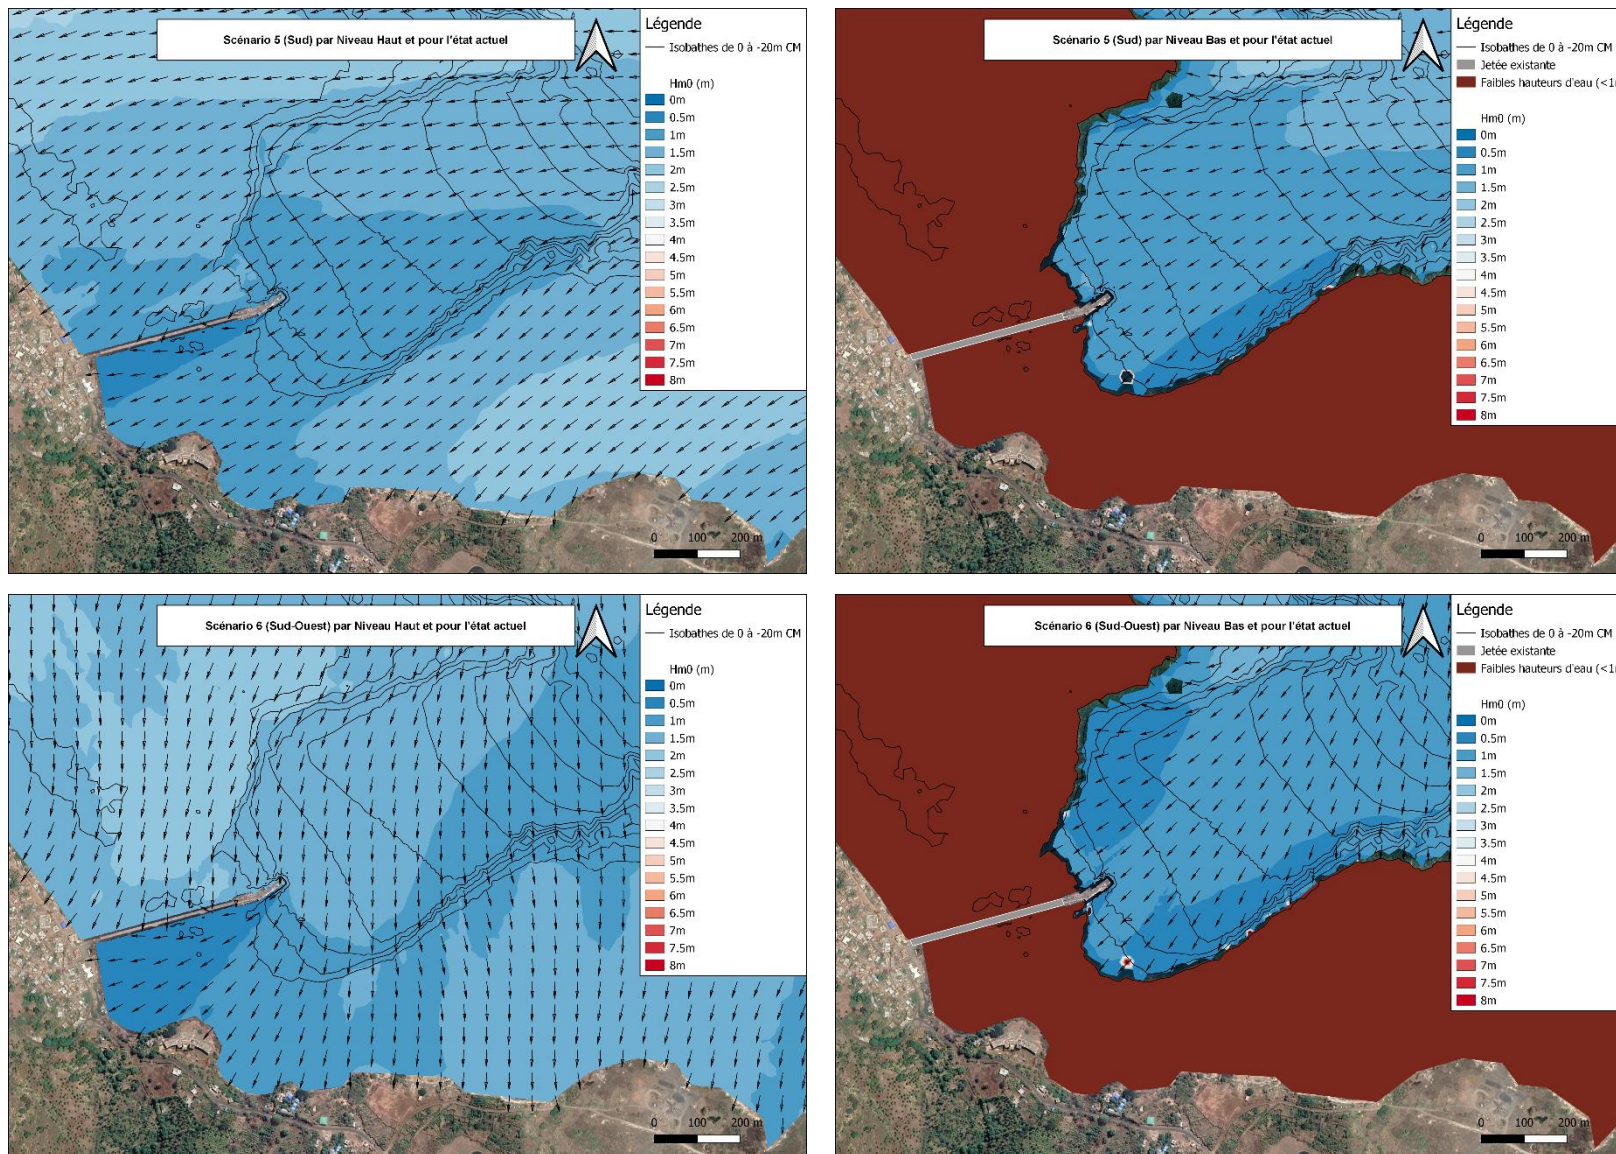 Scénario 5 (Sud) par Niveau Haut et pour l'état actuel
Légende
Isobathes de 0 à -20m CM
Hm0 (m)
0m
0.5m
1m
1.5m
2m
2.5m
3m
3.5m
4m
4.5m
5m
5.5m
6m
6.5m
7m
7.5m
8m
0 100 200 m
Scénario 5 (Sud) par Niveau Bas et pour l'état actuel
Légende
Isobathes de 0 à -20m CM
Jetée existante
Faibles hauteurs d'eau (<1m
Hm0 (m)
0m
0.5m
1m
1.5m
2m
2.5m
3m
3.5m
4m
4.5m
5m
5.5m
6m
6.5m
7m
7.5m
8m
0 100 200 m
Scénario 6 (Sud-Ouest) par Niveau Haut et pour l'état actuel
Légende
Isobathes de 0 à -20m CM
Hm0 (m)
0m
0.5m
1m
1.5m
2m
2.5m
3m
3.5m
4m
4.5m
5m
5.5m
6m
6.5m
7m
7.5m
8m
0 100 200 m
Scénario 6 (Sud-Ouest) par Niveau Bas et pour l'état actuel
Légende
Isobathes de 0 à -20m CM
Jetée existante
Faibles hauteurs d'eau (<1m
Hm0 (m)
0m
0.5m
1m
1.5m
2m
2.5m
3m
3.5m
4m
4.5m
5m
5.5m
6m
6.5m
7m
7.5m
8m
0 100 200 m